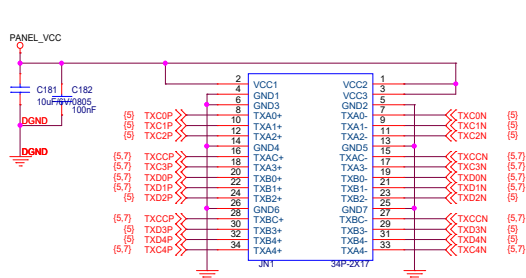 PANEL_VCC
C181
10uF/6V/0805
C182
100nF
DGND
DGND
2 VCC1 VCC2 1
4 GND1 VCC3 3
6 GND3 GND2 5
{5} TXC0P 8 TXA0+ TXA0- 7 TXC0N {5}
{5} TXC1P 10 TXA1+ TXA1- 9 TXC1N {5}
{5} TXC2P 12 TXA2+ TXA2- 11 TXC2N {5}
14 GND4 GND5 13
{5,7} TXCCP 16 TXAC+ TXAC- 15 TXCCN {5,7}
{5,7} TXC3P 18 TXA3+ TXA3- 17 TXC3N {5,7}
{5,7} TXD0P 20 TXB0+ TXB0- 19 TXD0N {5,7}
{5,7} TXD1P 22 TXB1+ TXB1- 21 TXD1N {5,7}
{5} TXD2P 24 TXB2+ TXB2- 23 TXD2N {5}
26 GND6 GND7 25
{5,7} TXCCP 28 TXBC+ TXBC- 27 TXCCN {5,7}
{5} TXD3P 30 TXB3+ TXB3- 29 TXD3N {5}
{5} TXD4P 32 TXB4+ TXB4- 31 TXD4N {5}
{5,7} TXC4P 34 TXA4+ TXA4- 33 TXC4N {5,7}
JN1 34P-2X17